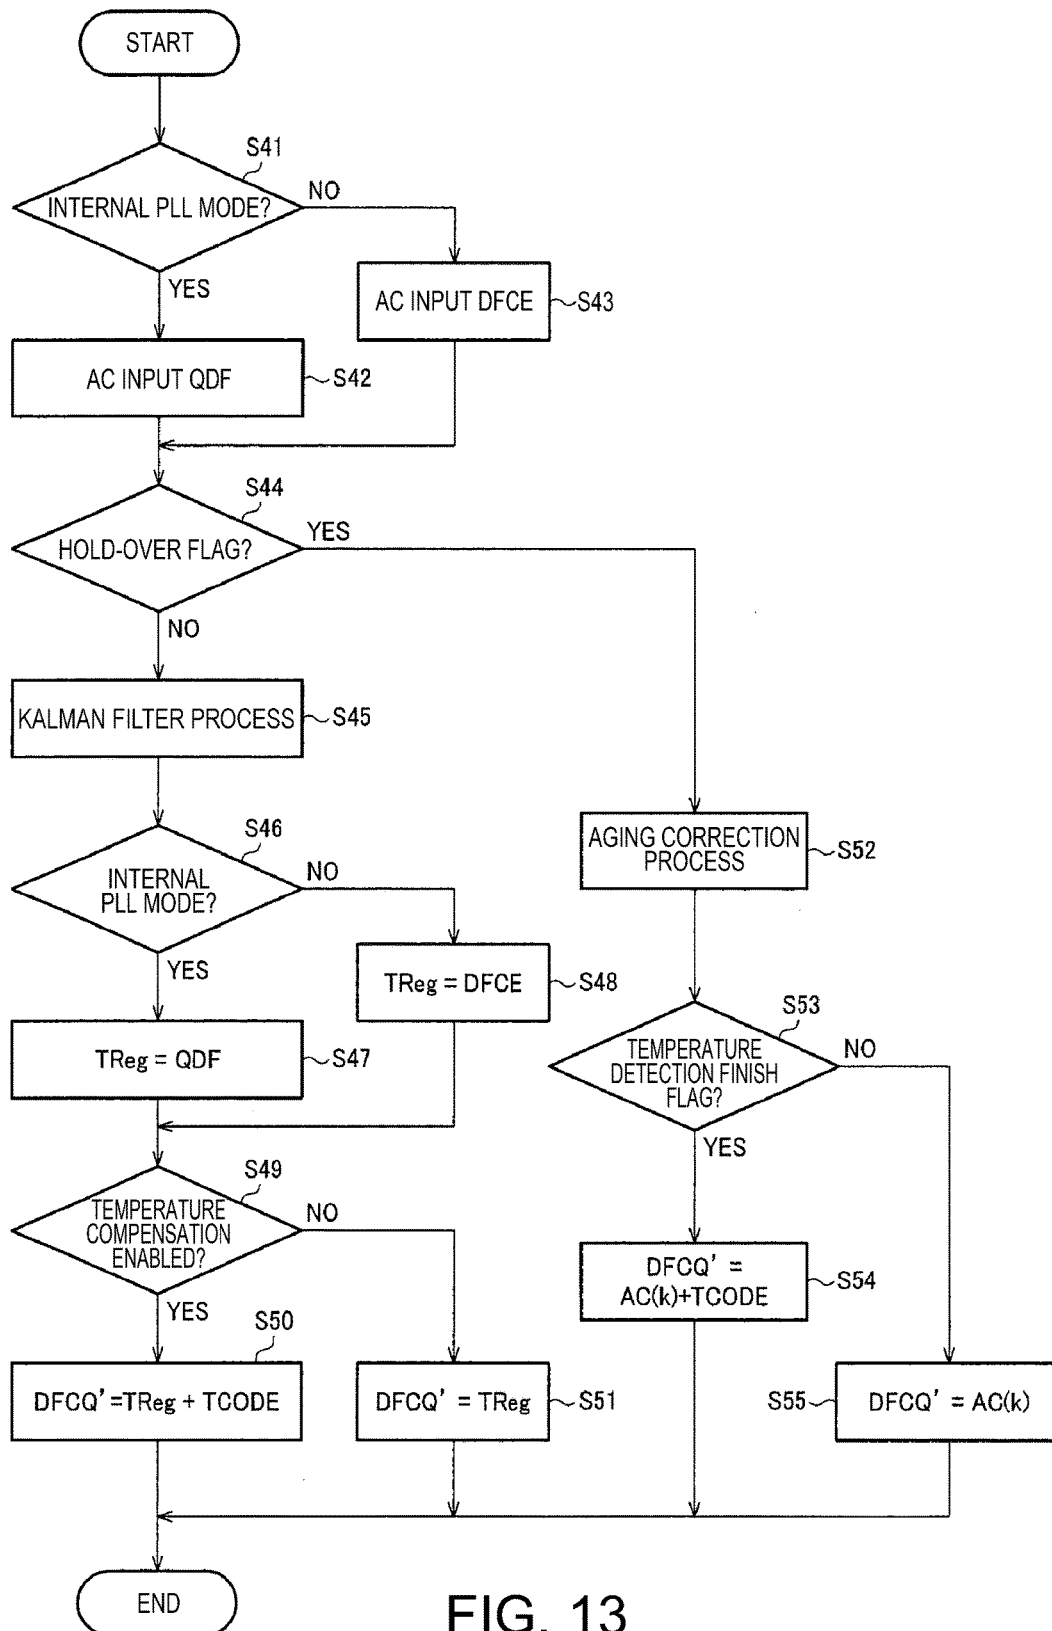 START
S41
INTERNAL PLL MODE?
NO
YES
AC INPUT DFCE
S43
AC INPUT QDF
S42
S44
HOLD-OVER FLAG?
YES
NO
KALMAN FILTER PROCESS
S45
S46
INTERNAL
PLL MODE?
NO
YES
AGING CORRECTION
PROCESS
S52
TReg = DFCE
S48
TReg = QDF
S47
S53
TEMPERATURE
DETECTION FINISH
FLAG?
NO
YES
S49
TEMPERATURE
COMPENSATION
ENABLED?
NO
YES
DFCQ' =
AC(k)+TCODE
S54
S50
DFCQ'=TReg + TCODE
DFCQ' = TReg
S51
S55
DFCQ' = AC(k)
END
FIG. 13